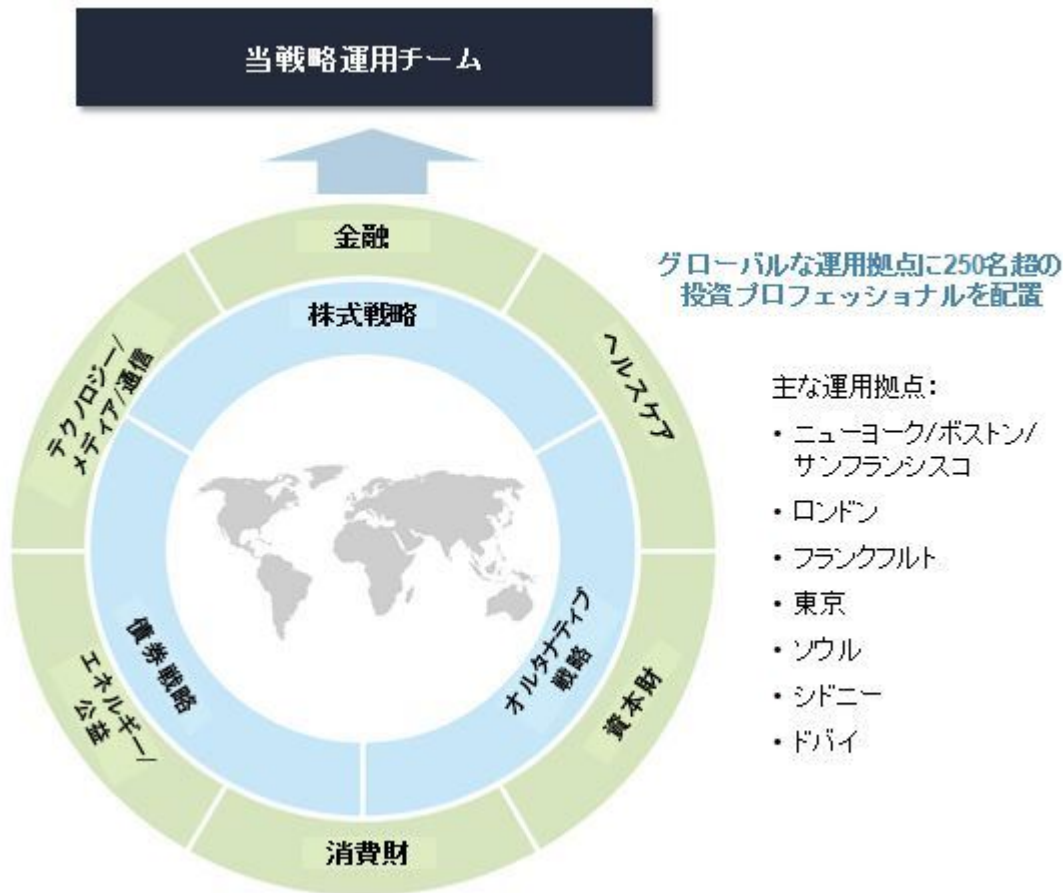 当戦略運用チーム
金融
株式戦略
グローバルな運用拠点に250名超の
投資プロフェッショナルを配置
テクノロジー/
メディア/通信
ヘルスケア
主な運用拠点:
・ニューヨーク/ボストン/
サンフランシスコ
・ロンドン
・フランクフルト
・東京
・ソウル
・シドニー
・ドバイ
債券戦略
オルタナティブ
戦略
エネルギー/
公益
資本財
消費財